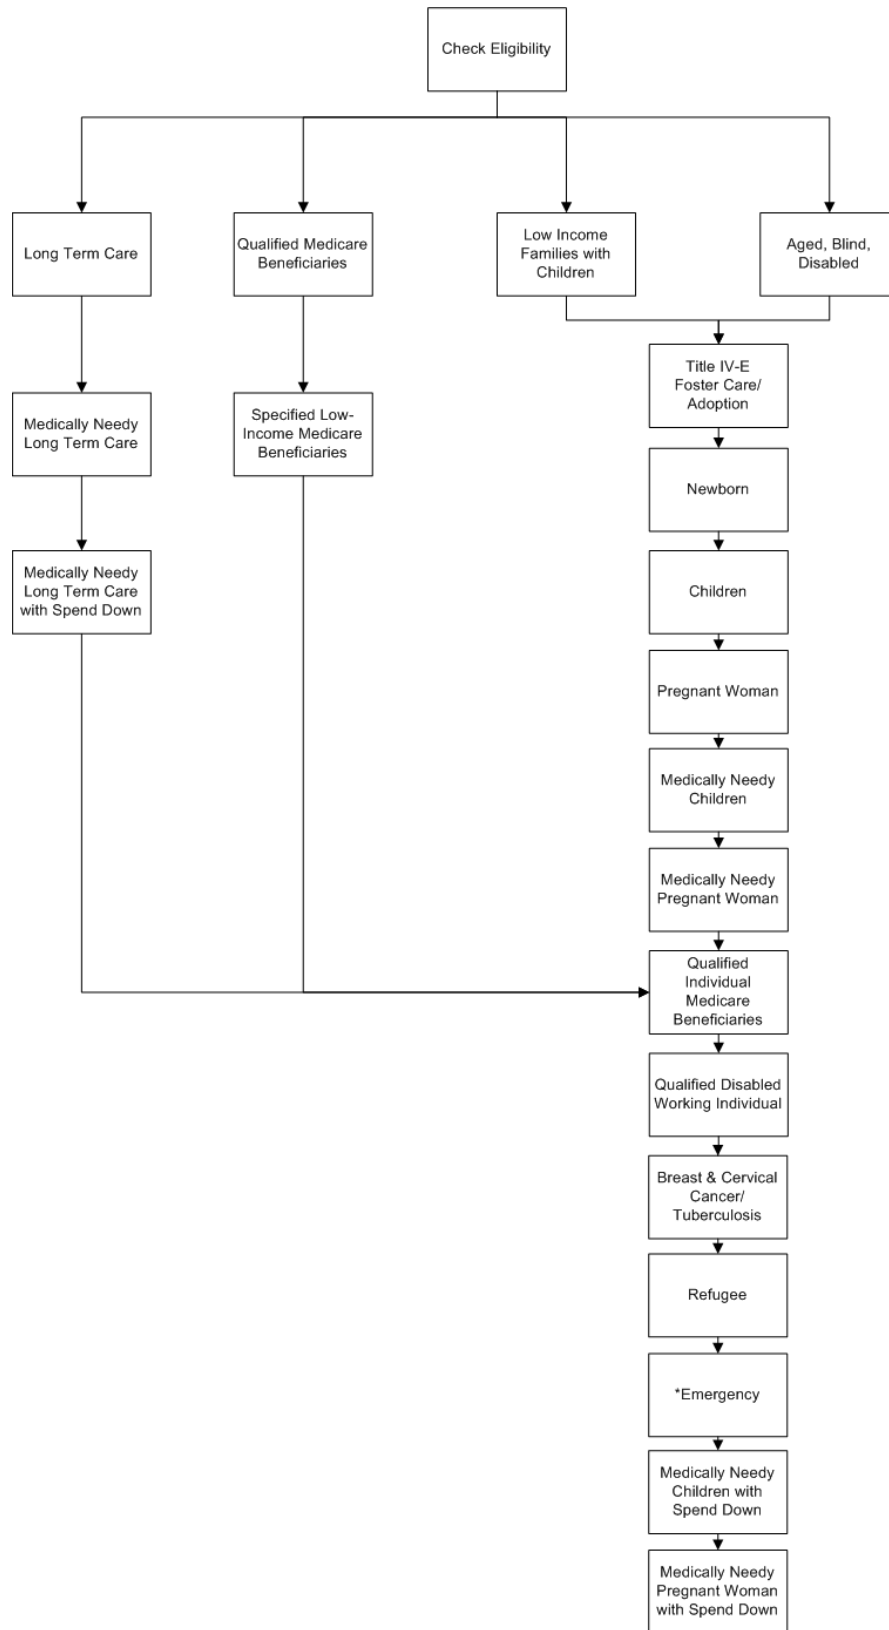 Check Eligibility
Long Term Care
Qualified Medicare
Beneficiaries
Low Income
Families with
Children
Aged, Blind,
Disabled
Title IV-E
Foster Care/
Adoption
Medically Needy
Long Term Care
Specified Low-
Income Medicare
Beneficiaries
Newborn
Medically Needy
Long Term Care
with Spend Down
Children
Pregnant Woman
Medically Needy
Children
Medically Needy
Pregnant Woman
Qualified
Individual
Medicare
Beneficiaries
Qualified Disabled
Working Individual
Breast & Cervical
Cancer/
Tuberculosis
Refugee
*Emergency
Medically Needy
Children with
Spend Down
Medically Needy
Pregnant Woman
with Spend Down